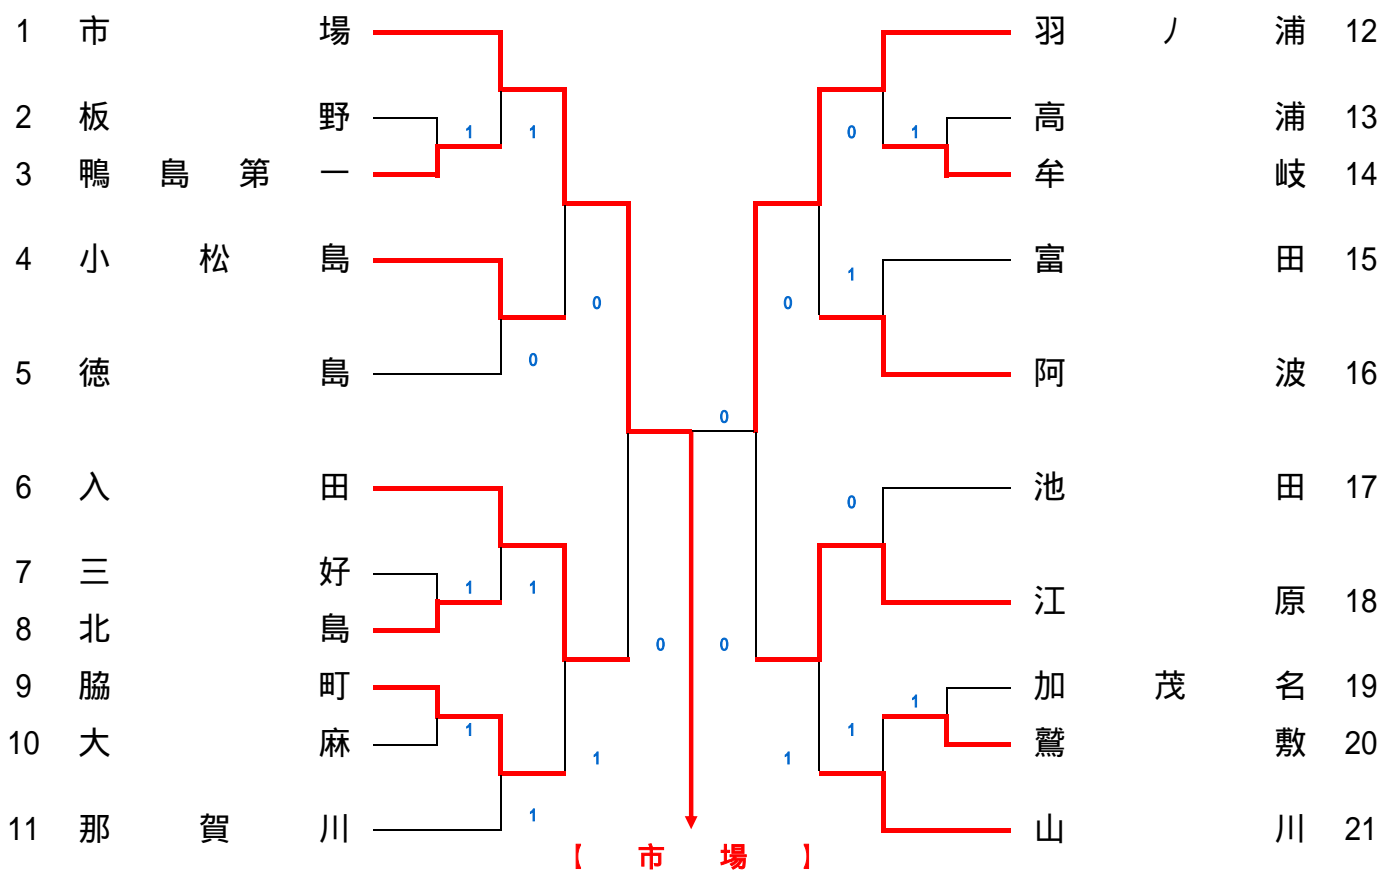 1 市 場 羽 ノ 浦 12
2 板 野 1 1 0 1 高 浦 13
3 鴨 島 第 一 牟 岐 14
4 小 松 島 富 田 15
0 1 0
5 徳 島 0 阿 波 16
0
6 入 田 0 池 田 17
7 三 好 1 1
8 北 島 江 原 18
0 0
9 脇 町 加 茂 名 19
10 大 麻 1 1 1 1 1 鷲 敷 20
11 那 賀 川 1 山 川 21
【 市 場 】